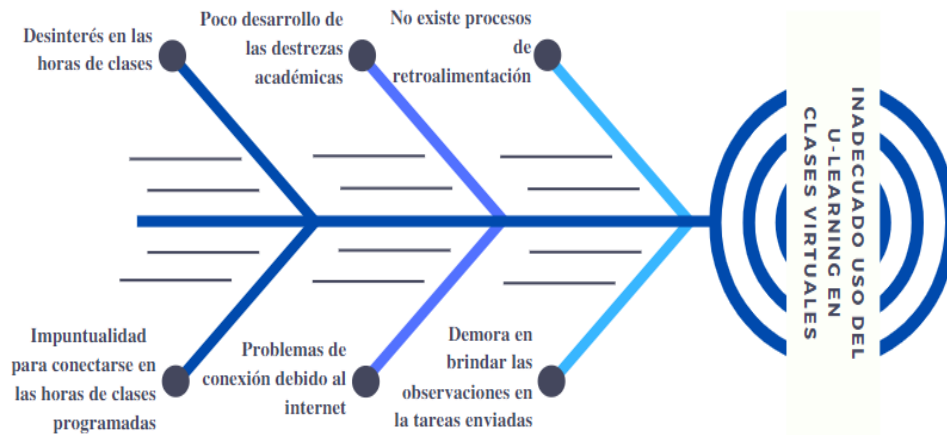 Desinterés en las
horas de clases
Poco desarrollo de
las destrezas
académicas
No existe procesos
de
retroalimentación
INADECUADO USO DEL
U-LEARNING EN
CLASES VIRTUALES
Impuntualidad
para conectarse en
las horas de clases
programadas
Problemas de
conexión debido al
internet
Demora en
brindar las
observaciones en
la tareas enviadas